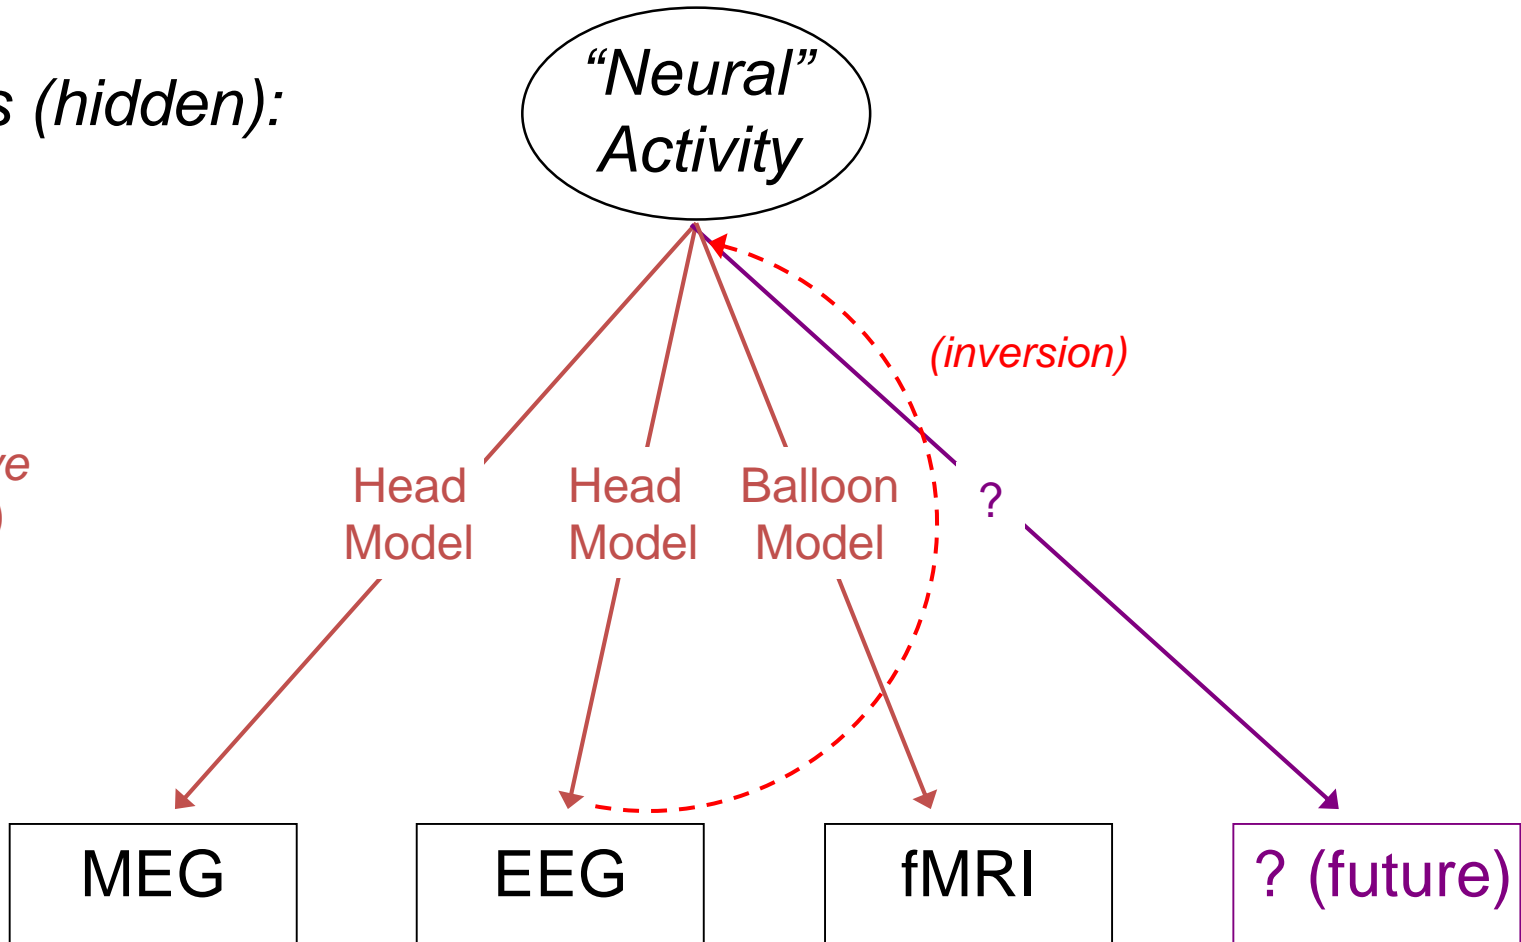 “Neural”
Activity
s (hidden):
(inversion)
ve
)
Head
Model
Head
Model
Balloon
Model
?
MEG
EEG
fMRI
? (future)